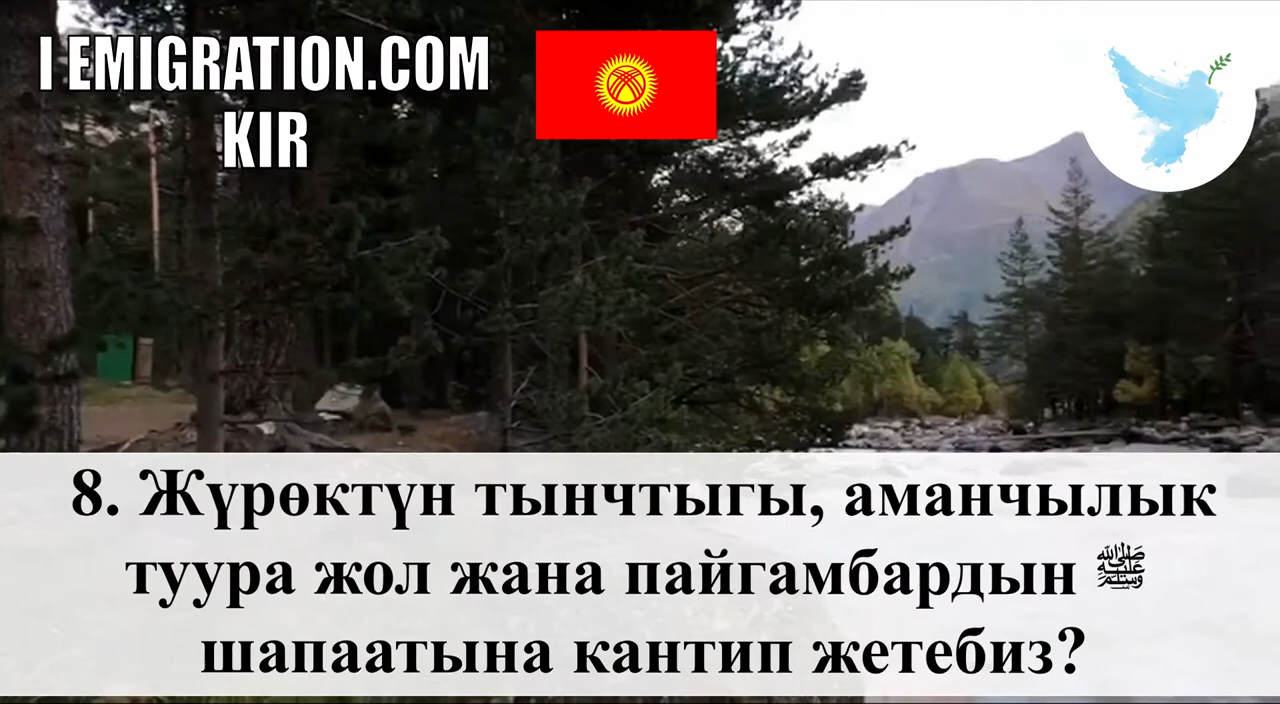 I EMIGRATION.COM
KIR
8. Жүрөктүн тынчтыгы, аманчылык
туура жол жана пайгамбардын ﷺ
шапаатына кантип жетебиз?